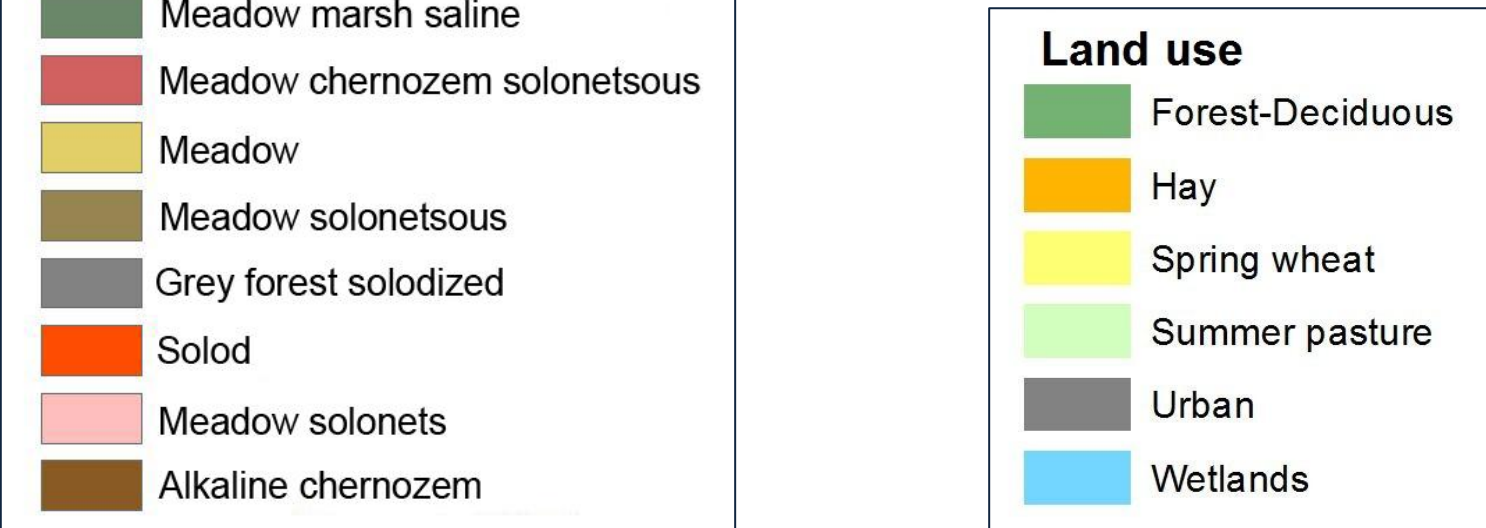 Meadow marsh saline
Meadow chernozem solonetsous
Meadow
Meadow solonetsous
Grey forest solodized
Solod
Meadow solonets
Alkaline chernozem
Land use
Forest-Deciduous
Hay
Spring wheat
Summer pasture
Urban
Wetlands